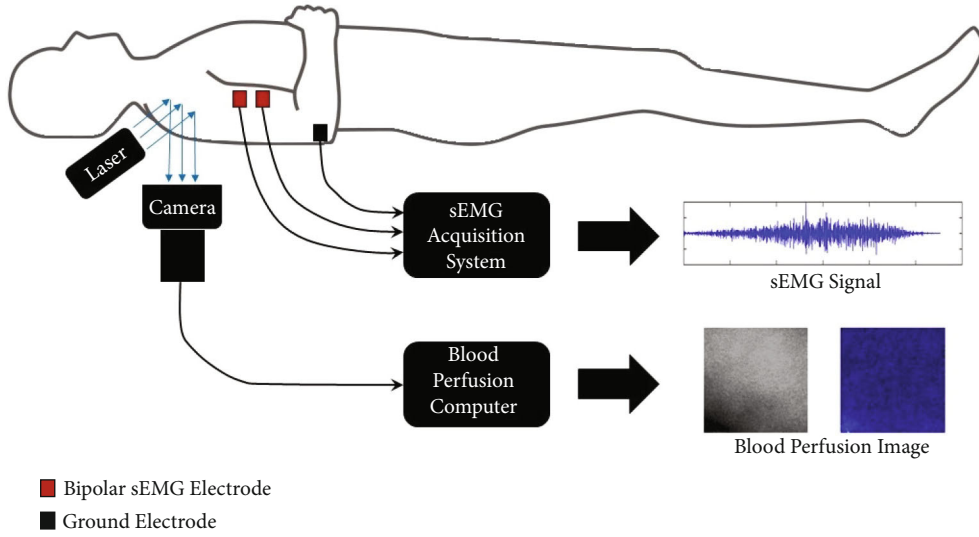 Laser
Camera
sEMG
Acquisition
System
sEMG Signal
Blood
Perfusion
Computer
Blood Perfusion Image
Bipolar sEMG Electrode
Ground Electrode